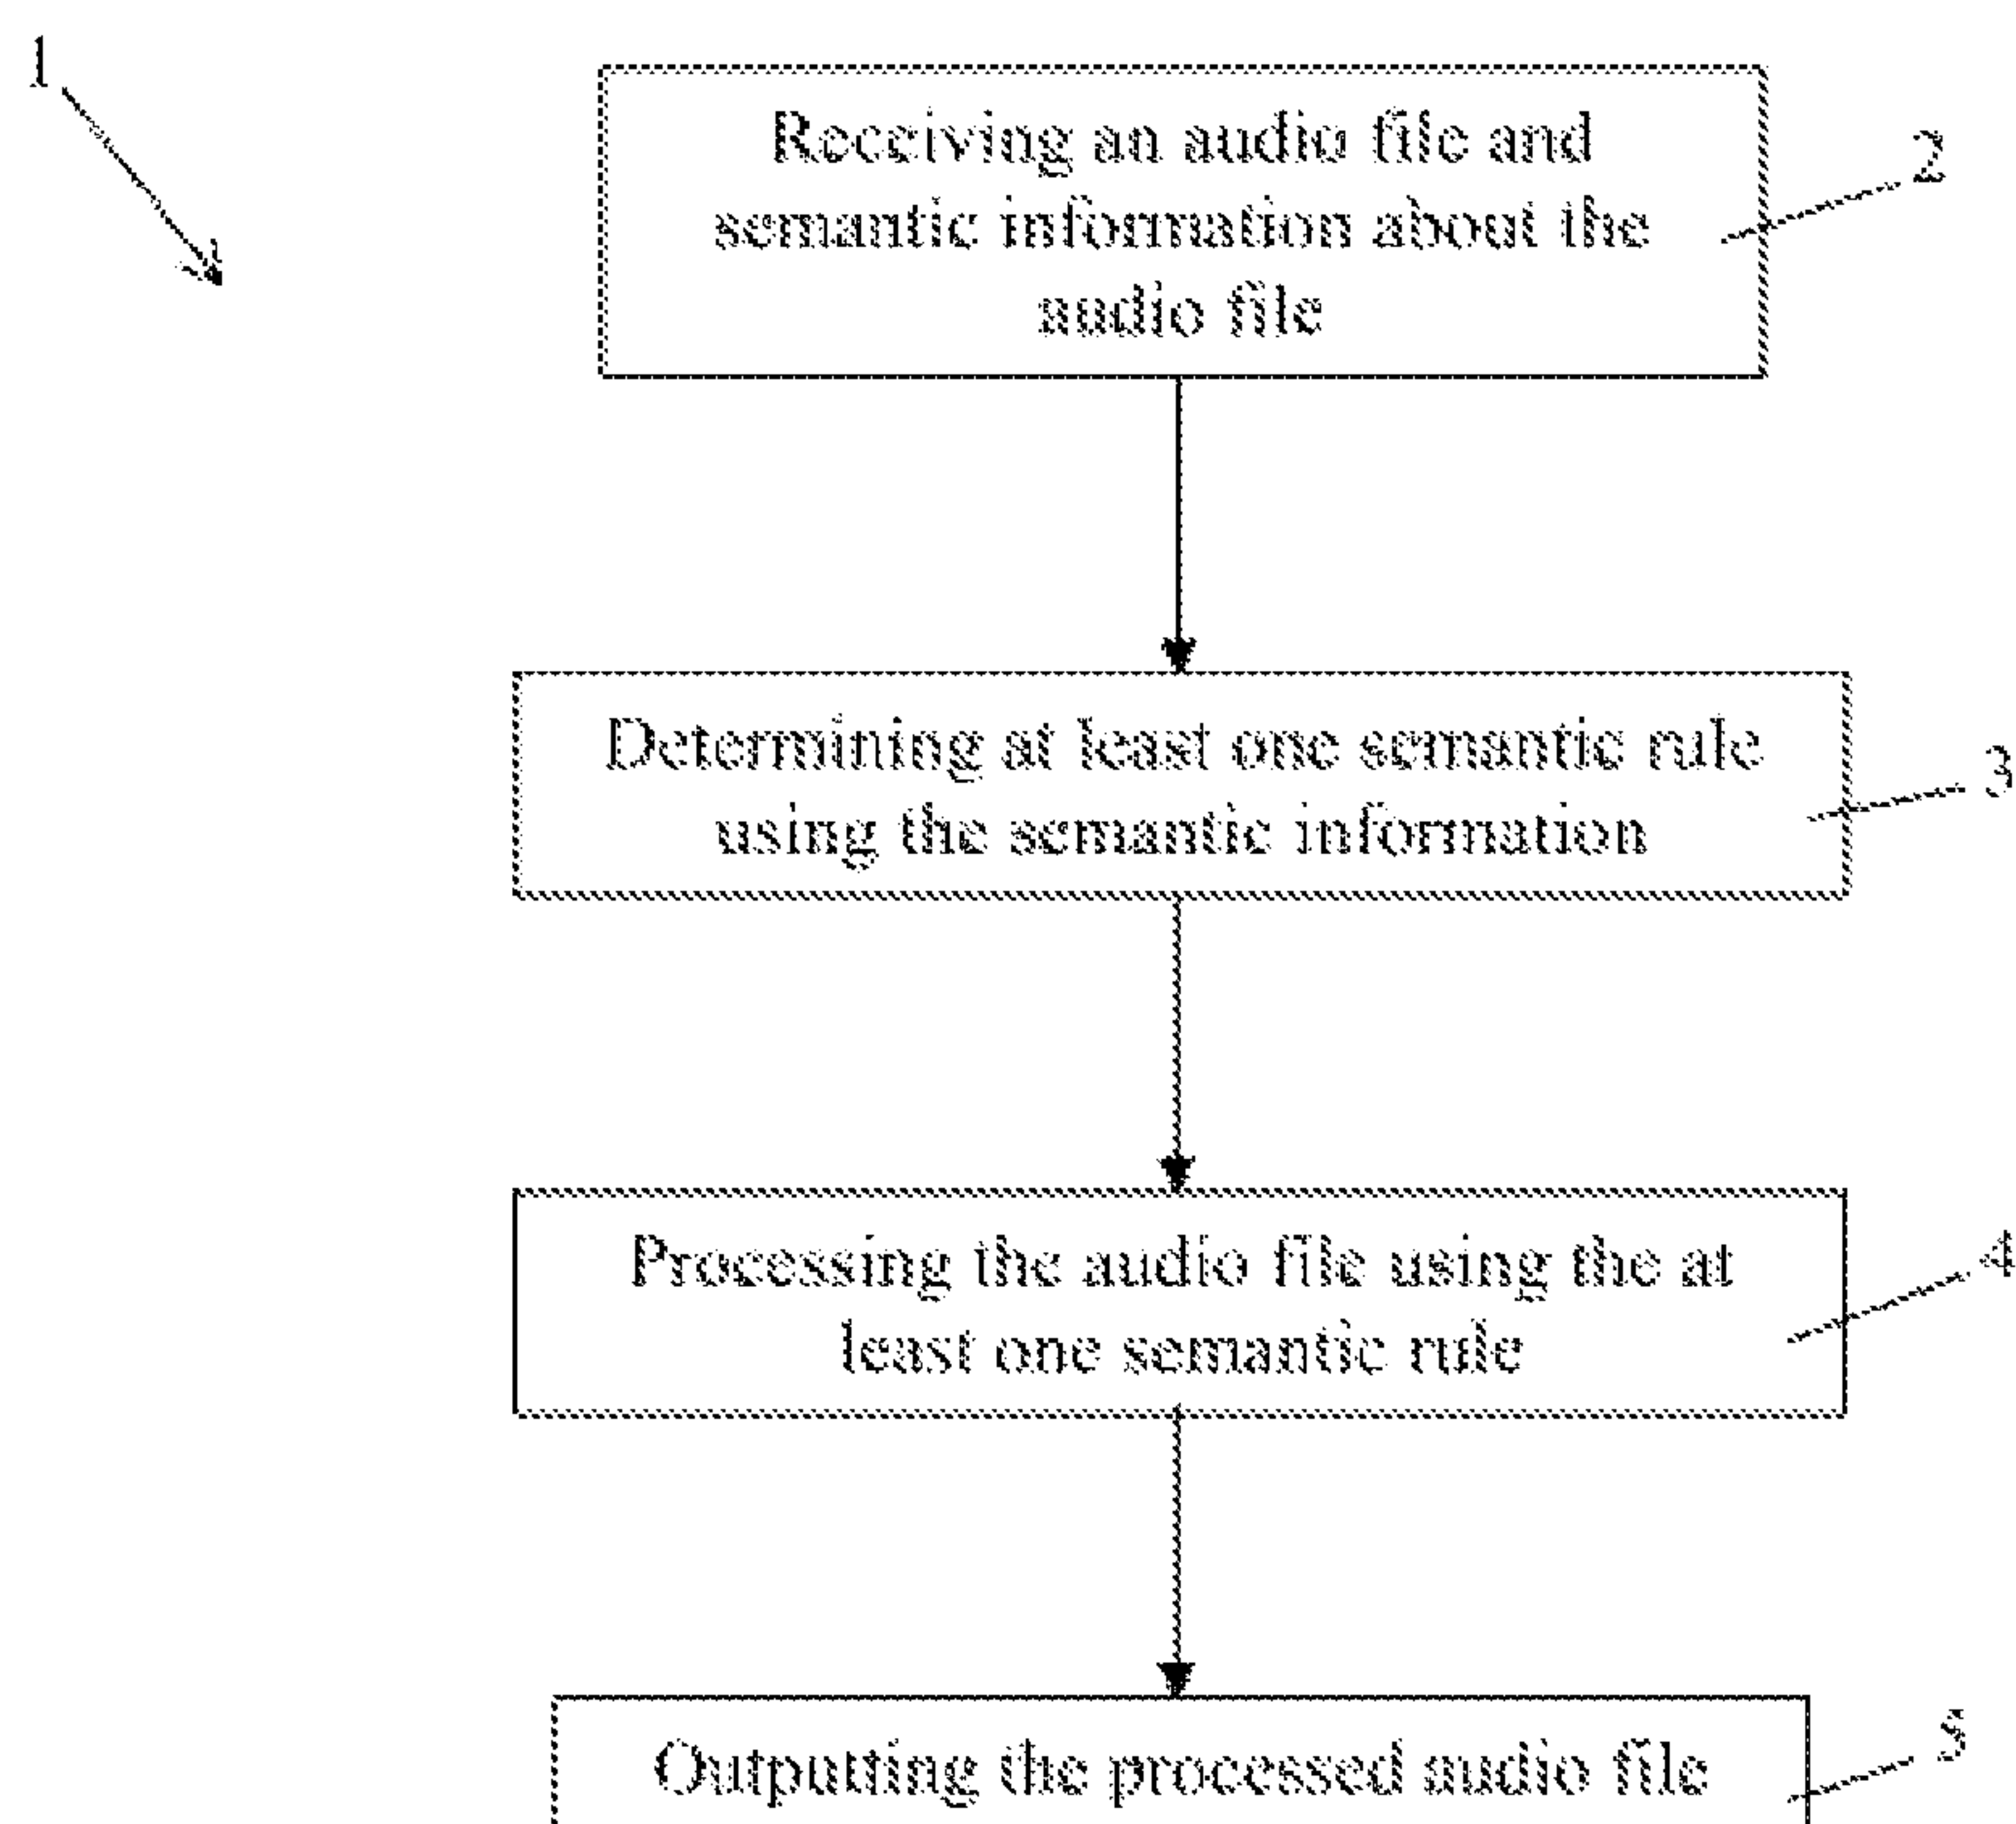 1
Receiving an audio file and
semantic information about the
audio file
2
Determining at least one semantic rule
using the semantic information
3
Processing the audio file using the at
least one semantic rule
4
Outputting the processed audio file
5